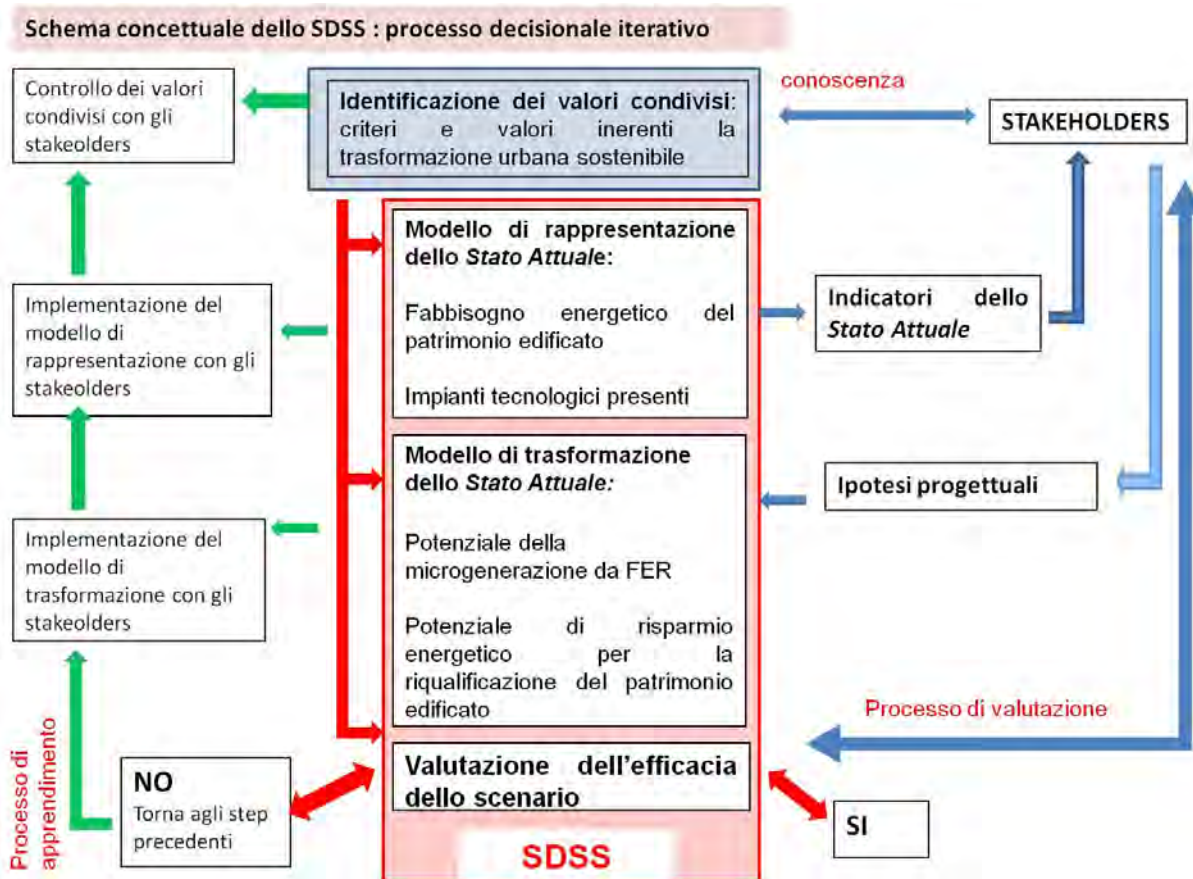 Schema concettuale dello SDSS : processo decisionale iterativo
Controllo dei valori
condivisi con gli
stakeolders
Identificazione dei valori condivisi:
criteri e valori inerenti la
trasformazione urbana sostenibile
conoscenza
STAKEHOLDERS
Modello di rappresentazione
dello Stato Attuale:
Fabbisogno energetico del
patrimonio edificato
Impianti tecnologici presenti
Implementazione del
modello di
rappresentazione con gli
stakeolders
Indicatori dello
Stato Attuale
Modello di trasformazione
dello Stato Attuale:
Potenziale della
microgenerazione da FER
Potenziale di risparmio
energetico per la
riqualificazione del patrimonio
edificato
Ipotesi progettuali
Implementazione del
modello di
trasformazione con gli
stakeolders
Processo di valutazione
Processo di
apprendimento
NO
Torna agli step
precedenti
Valutazione dell'efficacia
dello scenario
SI
SDSS